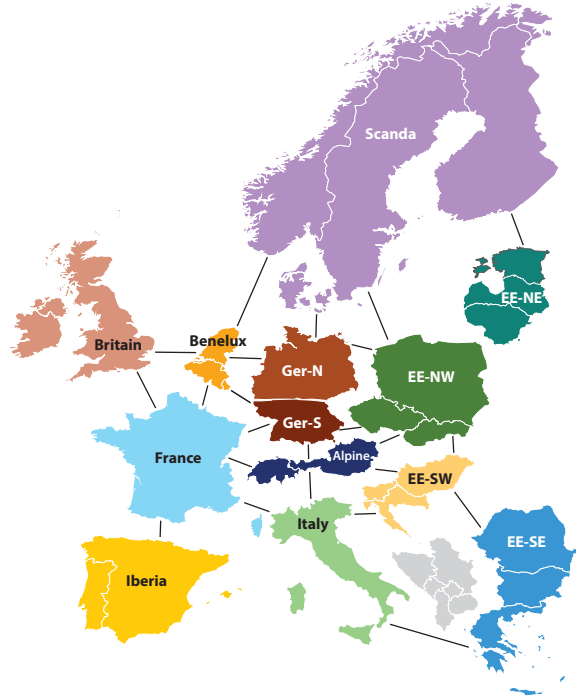 Scanda
EE-NE
Britain
Benelux
Ger-N
EE-NW
Ger-S
France
Alpine
EE-SW
Italy
EE-SE
Iberia